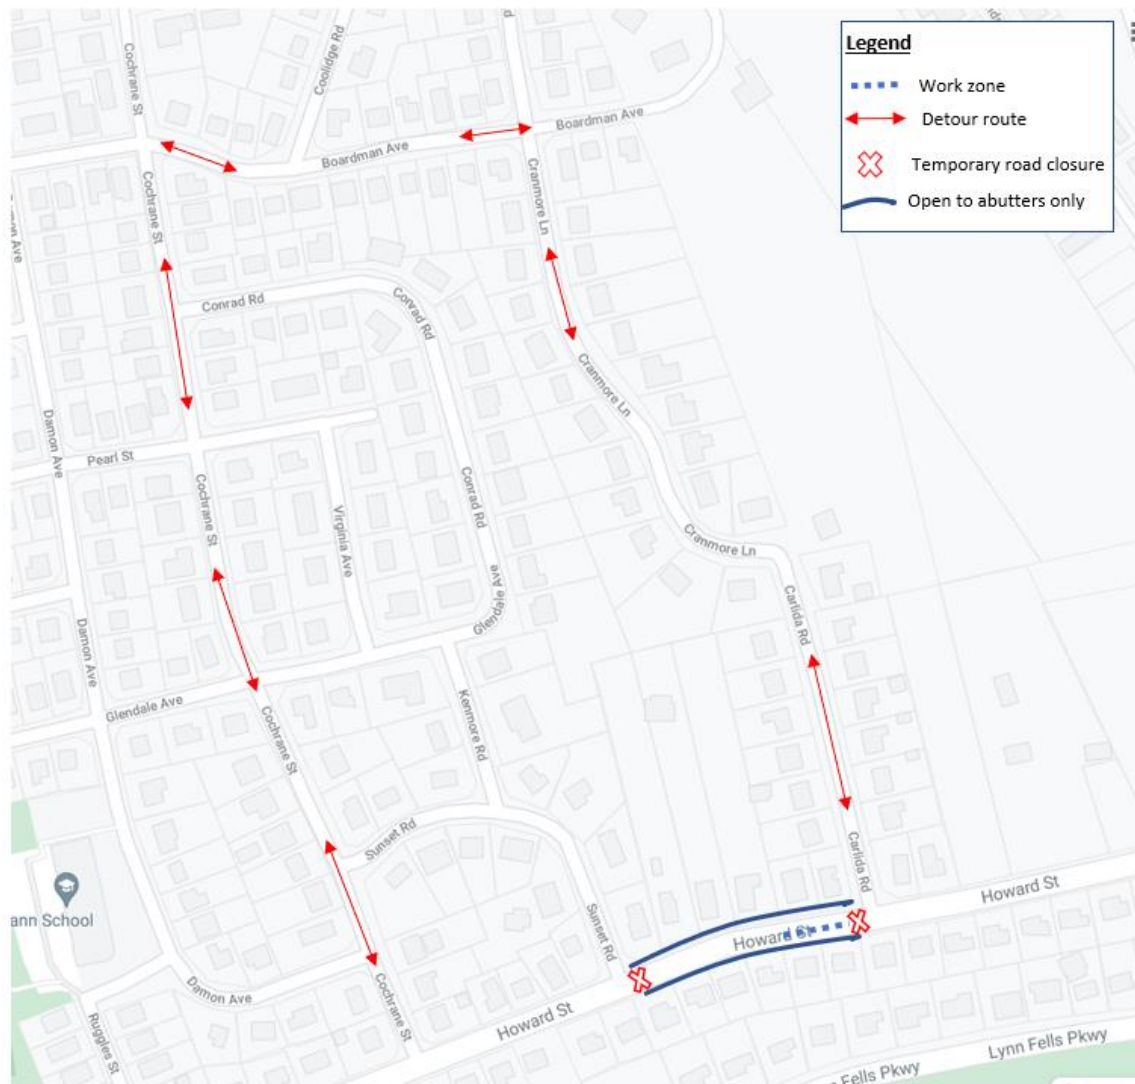 Legend
Work zone
Detour route
Temporary road closure
Open to abutters only
Cochrane St
Coolidge Rd
Boardman Ave
Boardman Ave
Cochrane St
Cranmore Ln
Damon Ave
Conrad Rd
Conrad Rd
Cranmore Ln
Damon Ave
Pearl St
Cochrane St
Virginia Ave
Conrad Rd
Cranmore Ln
Glendale Ave
Carlida Rd
Damon Ave
Glendale Ave
Cochrane St
Kenmore Rd
Sunset Rd
Carlida Rd
Howard St
ann School
Sunset Rd
Howard St
Damon Ave
Cochrane St
Howard St
Ruggles St
Lynn Fells Pkwy
Lynn Fells Pkwy